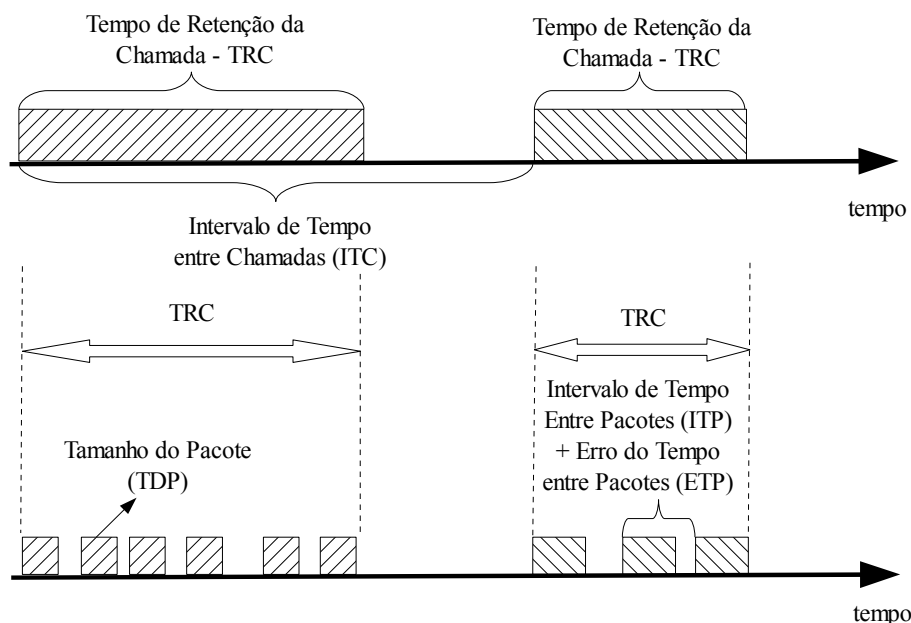 Tempo de Retenção da
Chamada - TRC
Tempo de Retenção da
Chamada - TRC
tempo
Intervalo de Tempo
entre Chamadas (ITC)
TRC
TRC
Intervalo de Tempo
Entre Pacotes (ITP)
+ Erro do Tempo
entre Pacotes (ETP)
Tamanho do Pacote
(TDP)
tempo